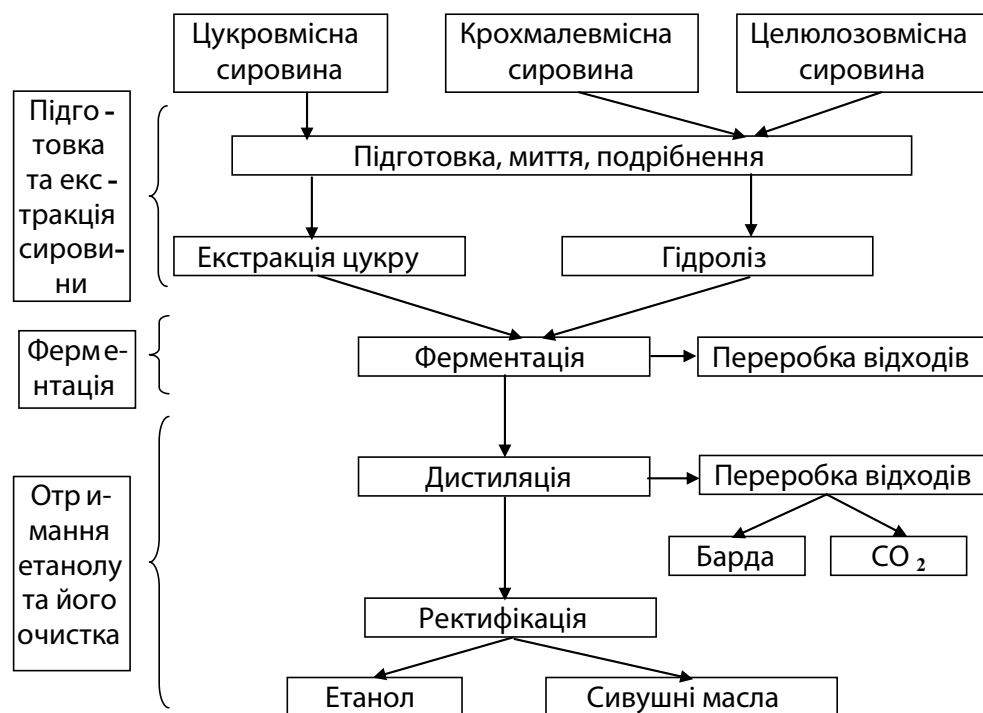 Цукровмісна
сировина
Крохмалевмісна
сировина
Целюлозовмісна
сировина
Підго-
товка
та екс-
тракція
сирови-
ни
Підготовка, миття, подрібнення
Екстракція цукру
Гідроліз
Ферме-
нтація
Ферментація
Переробка відходів
Отри-
мання
етанолу
та його
очистка
Дистиляція
Переробка відходів
Барда
CO 2
Ректифікація
Етанол
Сивушні масла